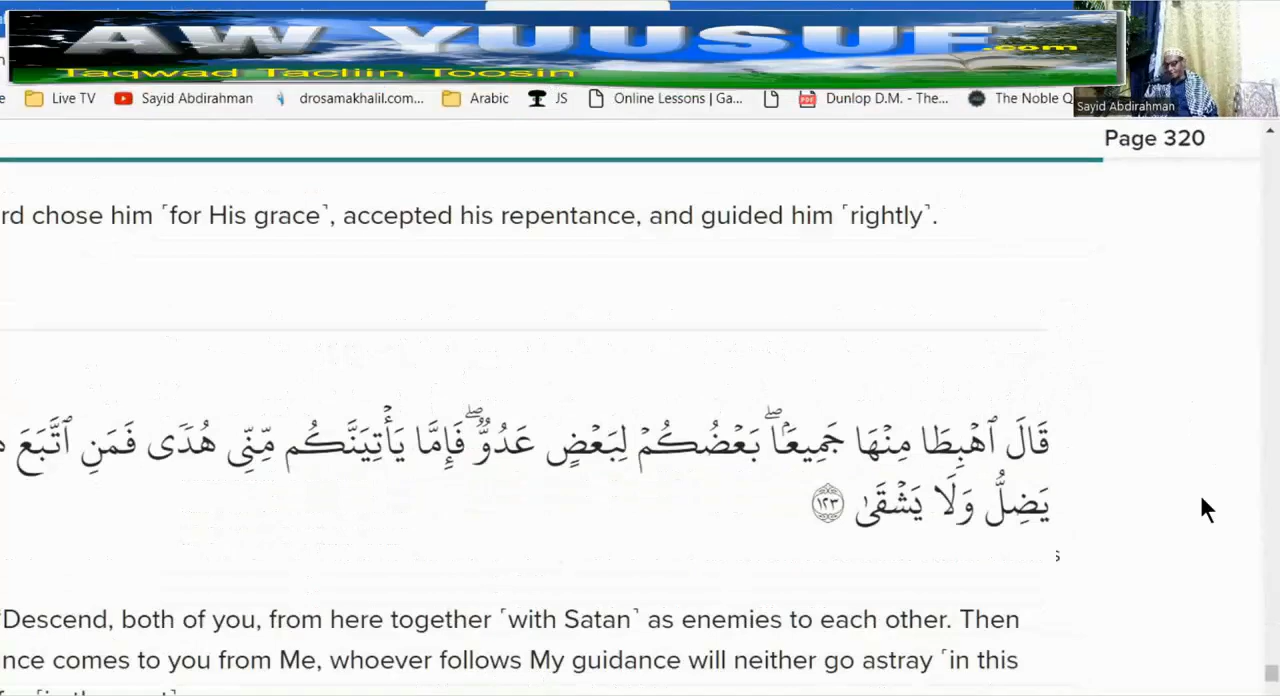 AW YUUSUF.com
Taqwad Tacliin Toosin
Live TV Sayid Abdirahman drosamakhalil.com... Arabic JS Online Lessons | Ga... Dunlop D.M. - The... The Noble Q
Sayid Abdirahman
Page 320
rd chose him ˹for His grace˺, accepted his repentance, and guided him ˹rightly˺.
قَالَ ٱهْبِطَا مِنْهَا جَمِيعًۢا ۖ بَعْضُكُمْ لِبَعْضٍ عَدُوٌّۭ ۖ فَإِمَّا يَأْتِيَنَّكُم مِّنِّى هُدًۭى فَمَنِ ٱتَّبَعَ
يَضِلُّ وَلَا يَشْقَىٰ ١٢٣
s
"Descend, both of you, from here together ˹with Satan˺ as enemies to each other. Then
nce comes to you from Me, whoever follows My guidance will neither go astray ˹in this